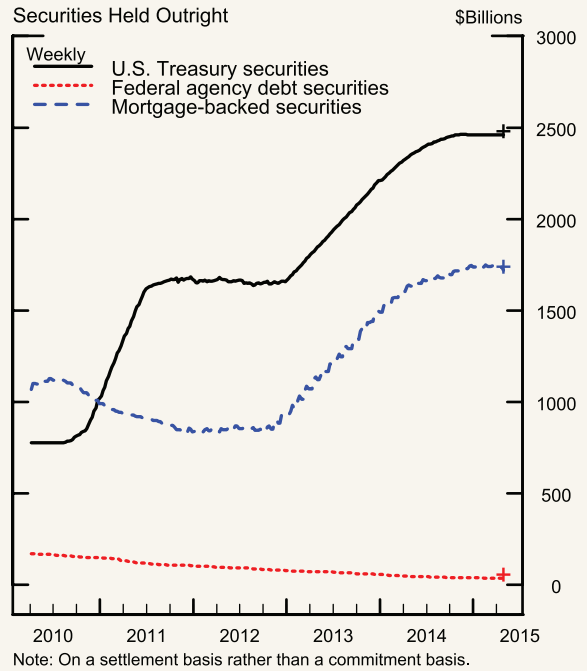 Securities Held Outright
$Billions
3000
Weekly
U.S. Treasury securities
Federal agency debt securities
Mortgage-backed securities
2500
2000
1500
1000
500
0
2010 2011 2012 2013 2014 2015
Note: On a settlement basis rather than a commitment basis.